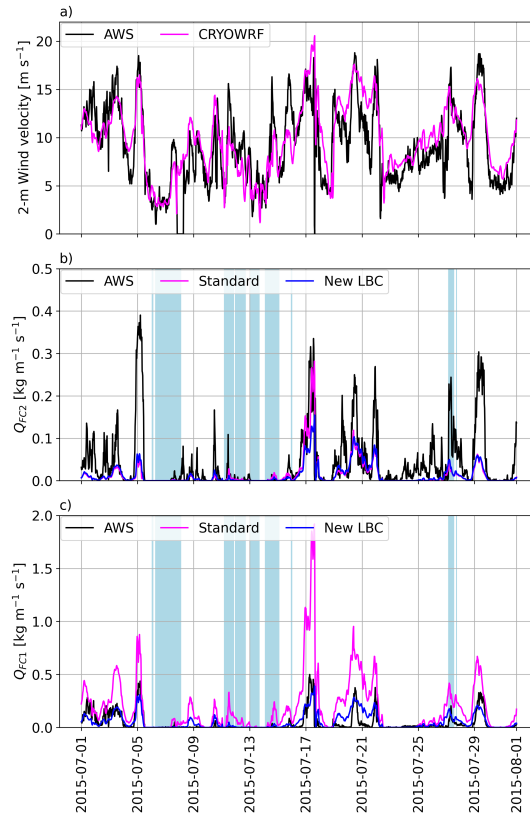 a)
2-m Wind velocity [m s⁻¹]
20
15
10
5
0
AWS CRYOWRF
b)
Q_FC2 [kg m⁻¹ s⁻¹]
0.5
0.4
0.3
0.2
0.1
0.0
AWS Standard New LBC
c)
Q_FC1 [kg m⁻¹ s⁻¹]
2.0
1.5
1.0
0.5
0.0
AWS Standard New LBC
2015-07-01
2015-07-05
2015-07-09
2015-07-13
2015-07-17
2015-07-21
2015-07-25
2015-07-29
2015-08-01